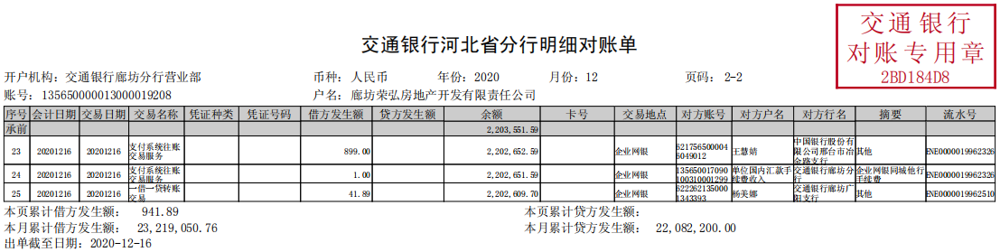 交通银行
对账专用章
2BD184D8
交通银行河北省分行明细对账单
开户机构：交通银行廊坊分行营业部 币种：人民币 年份：2020 月份：12 页码：2-2
账号：135650000013000019208 户名：廊坊荣弘房地产开发有限责任公司
序号 会计日期 交易日期 交易名称 凭证种类 凭证号码 借方发生额 贷方发生额 余额 卡号 交易地点 对方账号 对方户名 对方行名 摘要 流水号
承前 2,203,551.59
23 20201216 20201216 支付系统往账交易服务 899.00 2,202,652.59 企业网银 6217565000046049012 王慧婧 中国银行股份有限公司邢台市冶金路支行 其他 ENE0000019962326
24 20201216 20201216 支付系统往账交易服务 1.00 2,202,651.59 企业网银 135650017090100310001299 单位国内汇款手续费收入 交通银行廊坊分行 企业网银同城他行手续费 ENE0000019962326
25 20201216 20201216 一借一贷转账交易 41.89 2,202,609.70 企业网银 6222621350001343393 杨美娜 交通银行廊坊广阳支行 其他 ENE0000019962510
本页累计借方发生额： 941.89 本页累计贷方发生额：
本月累计借方发生额： 23,219,050.76 本月累计贷方发生额： 22,082,200.00
出单截至日期：2020-12-16